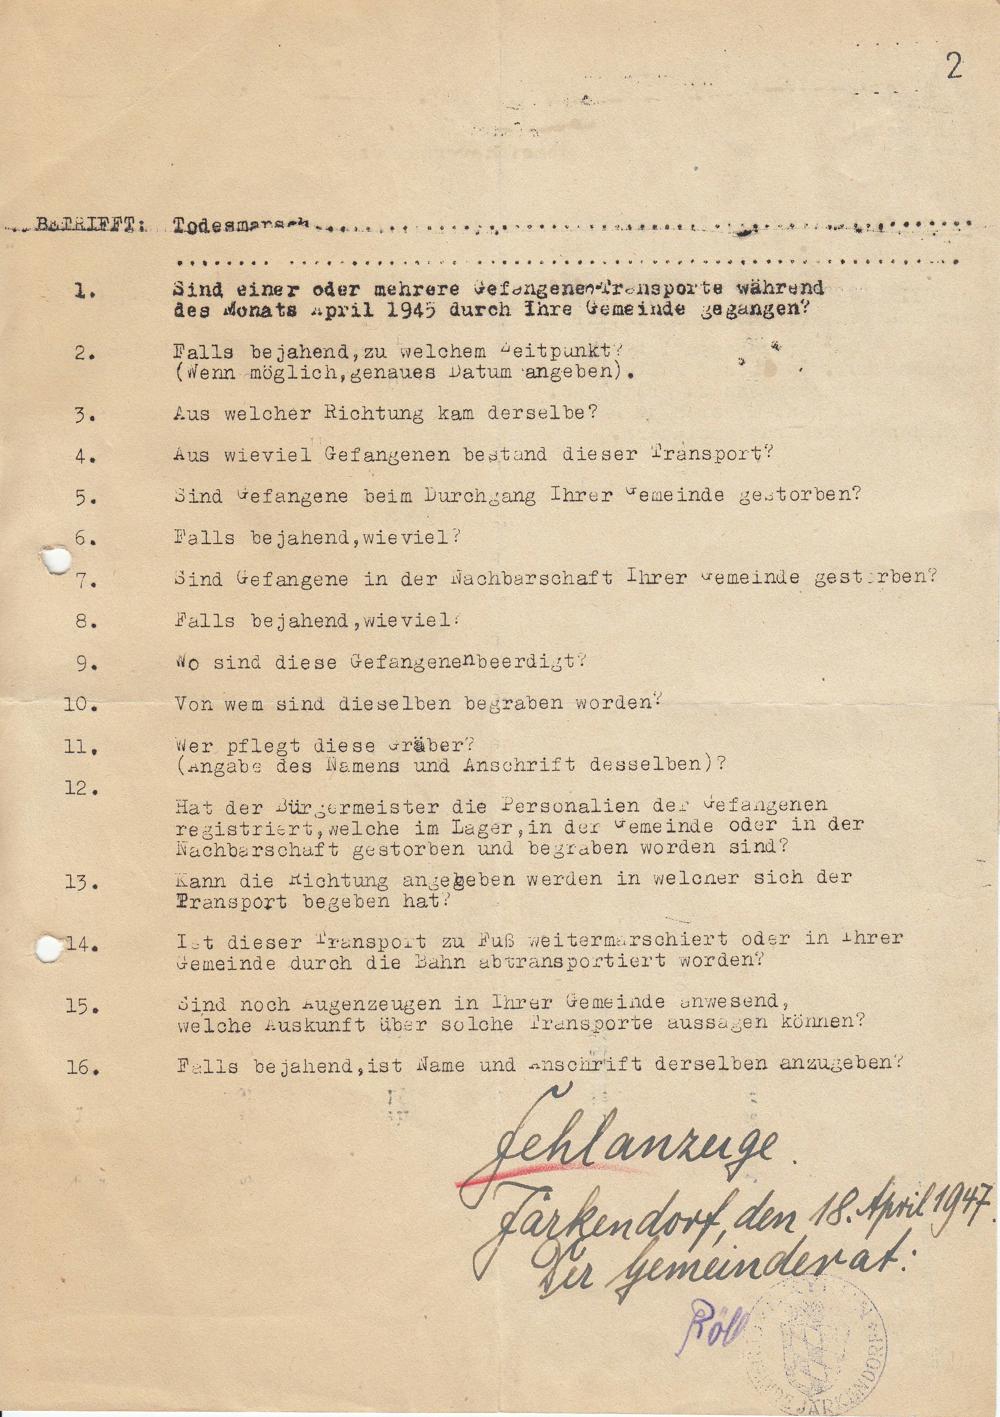 2
BETRIFFT: Todesmarsch
1. Sind einer oder mehrere Gefangenen-Transporte während
des Monats April 1945 durch Ihre Gemeinde gegangen?
2. Falls bejahend,zu welchem Zeitpunkt?
(Wenn möglich,genaues Datum angeben).
3. Aus welcher Richtung kam derselbe?
4. Aus wieviel Gefangenen bestand dieser Transport?
5. Sind Gefangene beim Durchgang Ihrer Gemeinde gestorben?
6. Falls bejahend,wieviel?
7. Sind Gefangene in der Nachbarschaft Ihrer Gemeinde gestorben?
8. Falls bejahend,wieviel?
9. Wo sind diese Gefangenenbeerdigt?
10. Von wem sind dieselben begraben worden?
11. Wer pflegt diese Gräber?
(Angabe des Namens und Anschrift desselben)?
12.
Hat der Bürgermeister die Personalien der Gefangenen
registriert,welche im Lager,in der Gemeinde oder in der
Nachbarschaft gestorben und begraben worden sind?
13. Kann die Richtung angegeben werden in welcher sich der
Transport begeben hat?
14. Ist dieser Transport zu Fuß weitermarschiert oder in Ihrer
Gemeinde durch die Bahn abtransportiert worden?
15. Sind noch Augenzeugen in Ihrer Gemeinde anwesend,
welche Auskunft über solche Transporte aussagen können?
16. Falls bejahend,ist Name und Anschrift derselben anzugeben?
Fehlanzeige.
Järkendorf, den 18. April 1947.
Der Gemeinderat:
Röll
GEMEINDE JÄRKENDORF